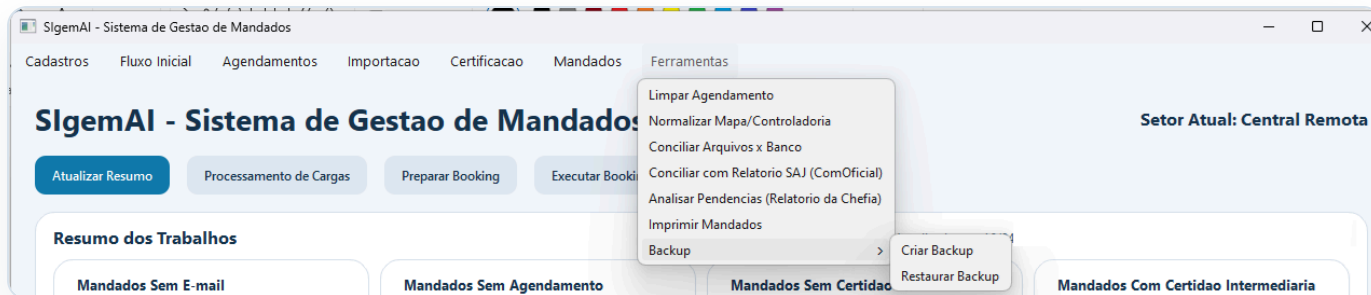 SIgemAI - Sistema de Gestao de Mandados
Cadastros Fluxo Inicial Agendamentos Importacao Certificacao Mandados Ferramentas
SIgemAI - Sistema de Gestao de Mandados
Setor Atual: Central Remota
Atualizar Resumo Processamento de Cargas Preparar Booking Executar
Limpar Agendamento
Normalizar Mapa/Controladoria
Conciliar Arquivos x Banco
Conciliar com Relatorio SAJ (ComOficial)
Analisar Pendencias (Relatorio da Chefia)
Imprimir Mandados
Backup >
Criar Backup
Restaurar Backup
Resumo dos Trabalhos
Mandados Sem E-mail Mandados Sem Agendamento Mandados Sem Certidao Mandados Com Certidao Intermediaria